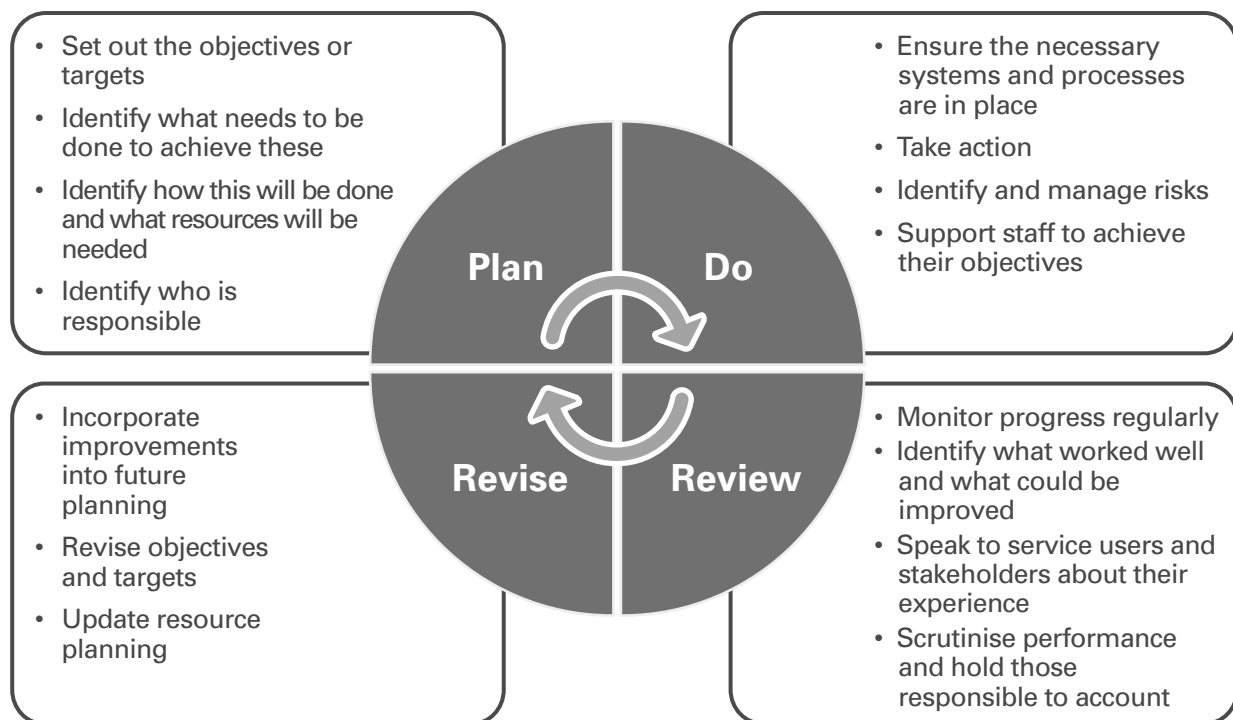 • Set out the objectives or
targets
• Identify what needs to be
done to achieve these
• Identify how this will be done
and what resources will be
needed
• Identify who is
responsible
• Ensure the necessary
systems and processes
are in place
• Take action
• Identify and manage risks
• Support staff to achieve
their objectives
Plan
Do
Revise
Review
• Incorporate
improvements
into future
planning
• Revise objectives
and targets
• Update resource
planning
• Monitor progress regularly
• Identify what worked well
and what could be
improved
• Speak to service users and
stakeholders about their
experience
• Scrutinise performance
and hold those
responsible to account